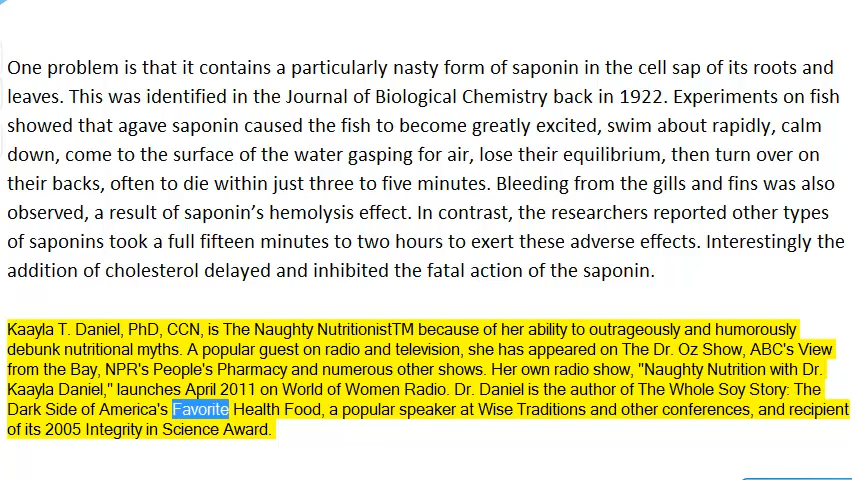 One problem is that it contains a particularly nasty form of saponin in the cell sap of its roots and
leaves. This was identified in the Journal of Biological Chemistry back in 1922. Experiments on fish
showed that agave saponin caused the fish to become greatly excited, swim about rapidly, calm
down, come to the surface of the water gasping for air, lose their equilibrium, then turn over on
their backs, often to die within just three to five minutes. Bleeding from the gills and fins was also
observed, a result of saponin’s hemolysis effect. In contrast, the researchers reported other types
of saponins took a full fifteen minutes to two hours to exert these adverse effects. Interestingly the
addition of cholesterol delayed and inhibited the fatal action of the saponin.
Kaayla T. Daniel, PhD, CCN, is The Naughty NutritionistTM because of her ability to outrageously and humorously
debunk nutritional myths. A popular guest on radio and television, she has appeared on The Dr. Oz Show, ABC's View
from the Bay, NPR's People's Pharmacy and numerous other shows. Her own radio show, "Naughty Nutrition with Dr.
Kaayla Daniel," launches April 2011 on World of Women Radio. Dr. Daniel is the author of The Whole Soy Story: The
Dark Side of America's Favorite Health Food, a popular speaker at Wise Traditions and other conferences, and recipient
of its 2005 Integrity in Science Award.